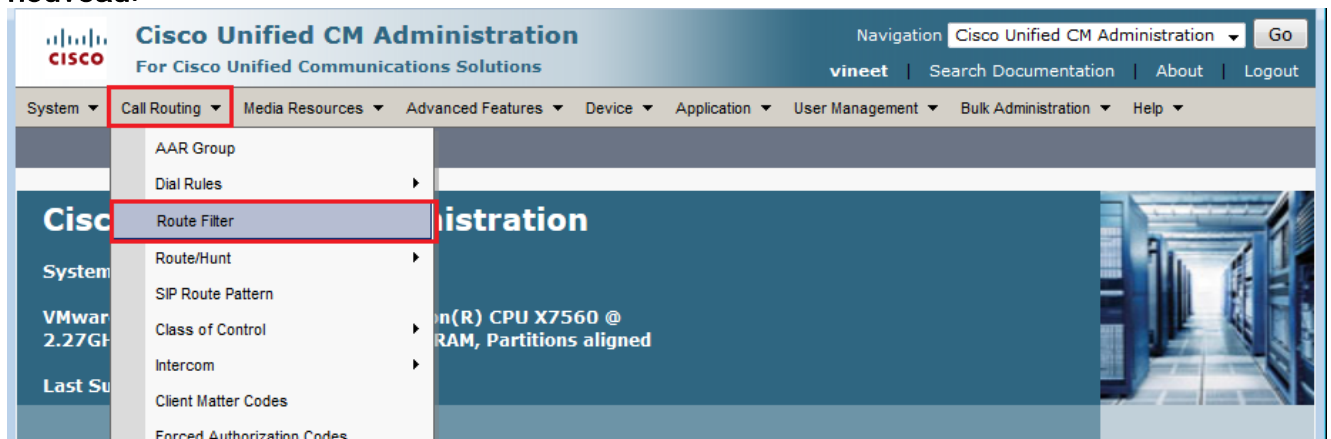 nouveau.
Cisco Unified CM Administration
Navigation Cisco Unified CM Administration Go
CISCO
For Cisco Unified Communications Solutions
vineet | Search Documentation | About | Logout
System Call Routing Media Resources Advanced Features Device Application User Management Bulk Administration Help
AAR Group
Dial Rules
Cisc
Route Filter
istration
Route/Hunt
System
SIP Route Pattern
VMwar
n(R) CPU X7560 @
Class of Control
2.27GH
RAM, Partitions aligned
Intercom
Last Su
Client Matter Codes
Forced Authorization Codes